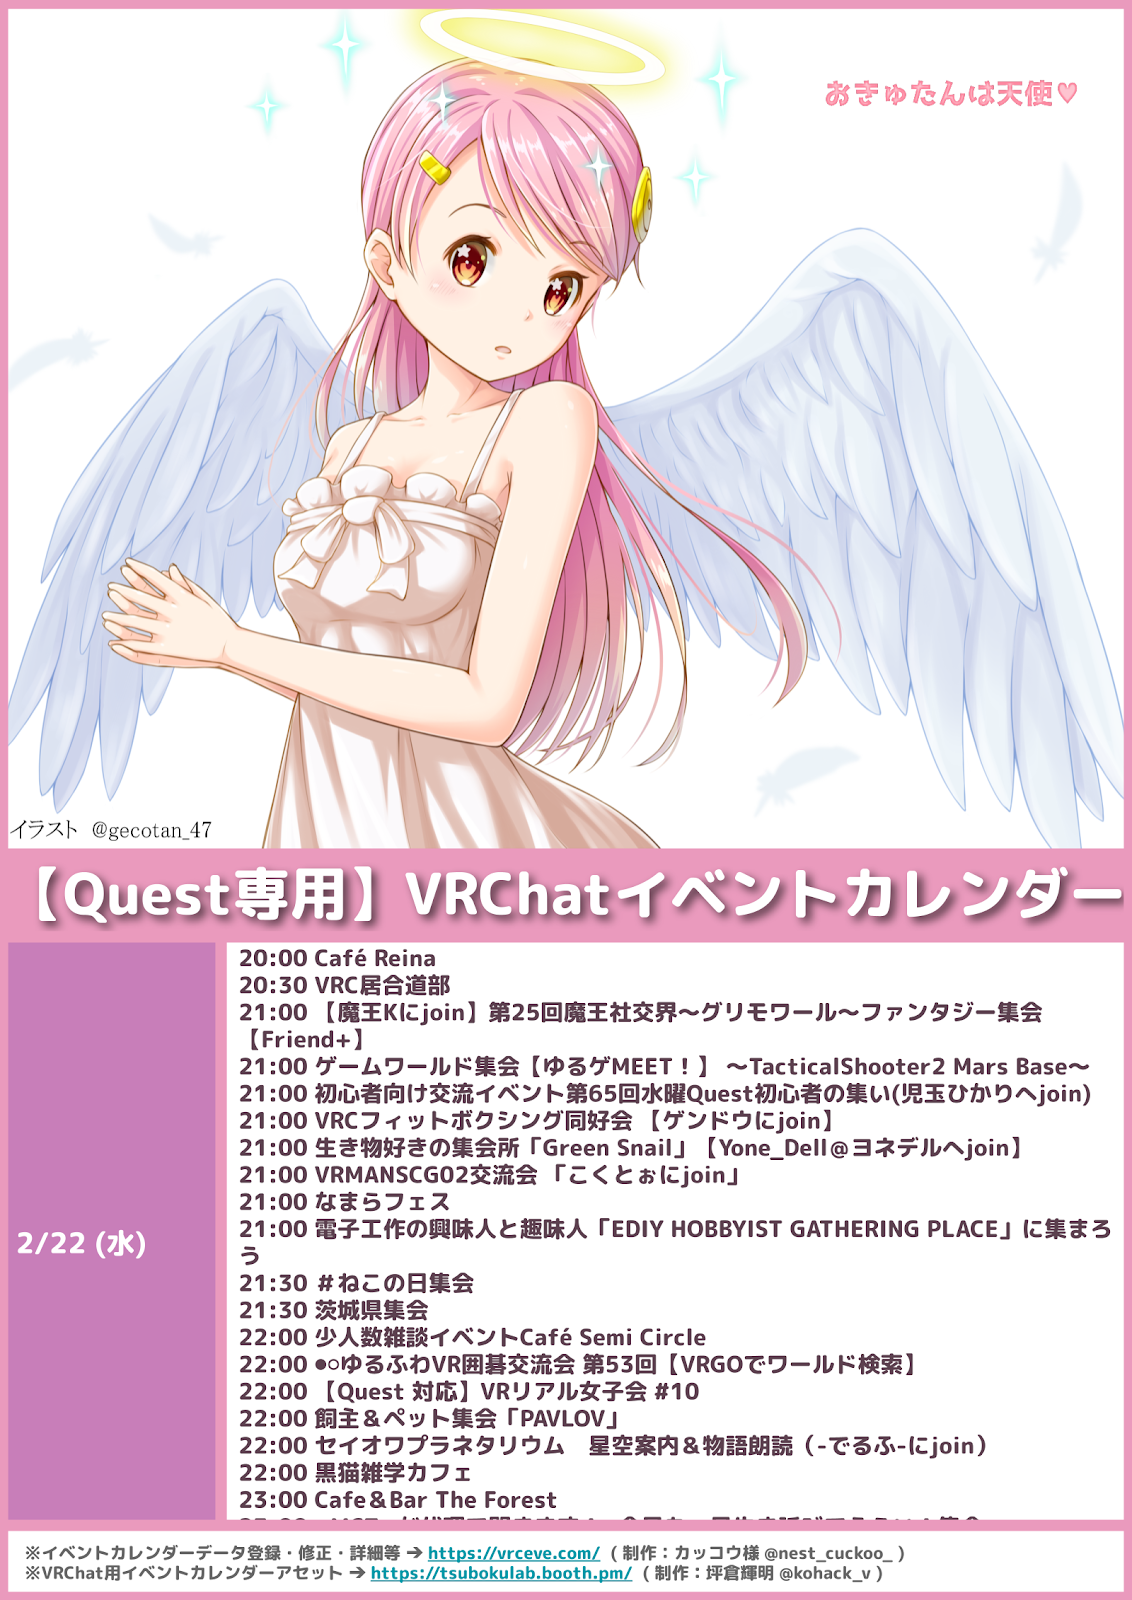 おきゅたんは天使♥
イラスト @gecotan_47
【Quest専用】VRChatイベントカレンダー
2/22 (水)
20:00 Café Reina
20:30 VRC居合道部
21:00 【魔王Kにjoin】第25回魔王社交界～グリモワール～ファンタジー集会
【Friend+】
21:00 ゲームワールド集会【ゆるゲMEET！】 ～TacticalShooter2 Mars Base～
21:00 初心者向け交流イベント第65回水曜Quest初心者の集い(児玉ひかりへjoin)
21:00 VRCフィットボクシング同好会 【ゲンドウにjoin】
21:00 生き物好きの集会所「Green Snail」【Yone_Dell＠ヨネデルへjoin】
21:00 VRMANSCG02交流会 「こくとぉにjoin」
21:00 なまらフェス
21:00 電子工作の興味人と趣味人「EDIY HOBBYIST GATHERING PLACE」に集まろ
う
21:30 ＃ねこの日集会
21:30 茨城県集会
22:00 少人数雑談イベントCafé Semi Circle
22:00 ●○ゆるふわVR囲碁交流会 第53回【VRGOでワールド検索】
22:00 【Quest 対応】VRリアル女子会 #10
22:00 飼主＆ペット集会「PAVLOV」
22:00 セイオワプラネタリウム　星空案内＆物語朗読（-でるふ-にjoin）
22:00 黒猫雑学カフェ
23:00 Cafe＆Bar The Forest
※イベントカレンダーデータ登録・修正・詳細等 ➔ https://vrceve.com/ ( 制作：カッコウ様 @nest_cuckoo_ )
※VRChat用イベントカレンダーアセット ➔ https://tsubokulab.booth.pm/ ( 制作：坪倉輝明 @kohack_v )